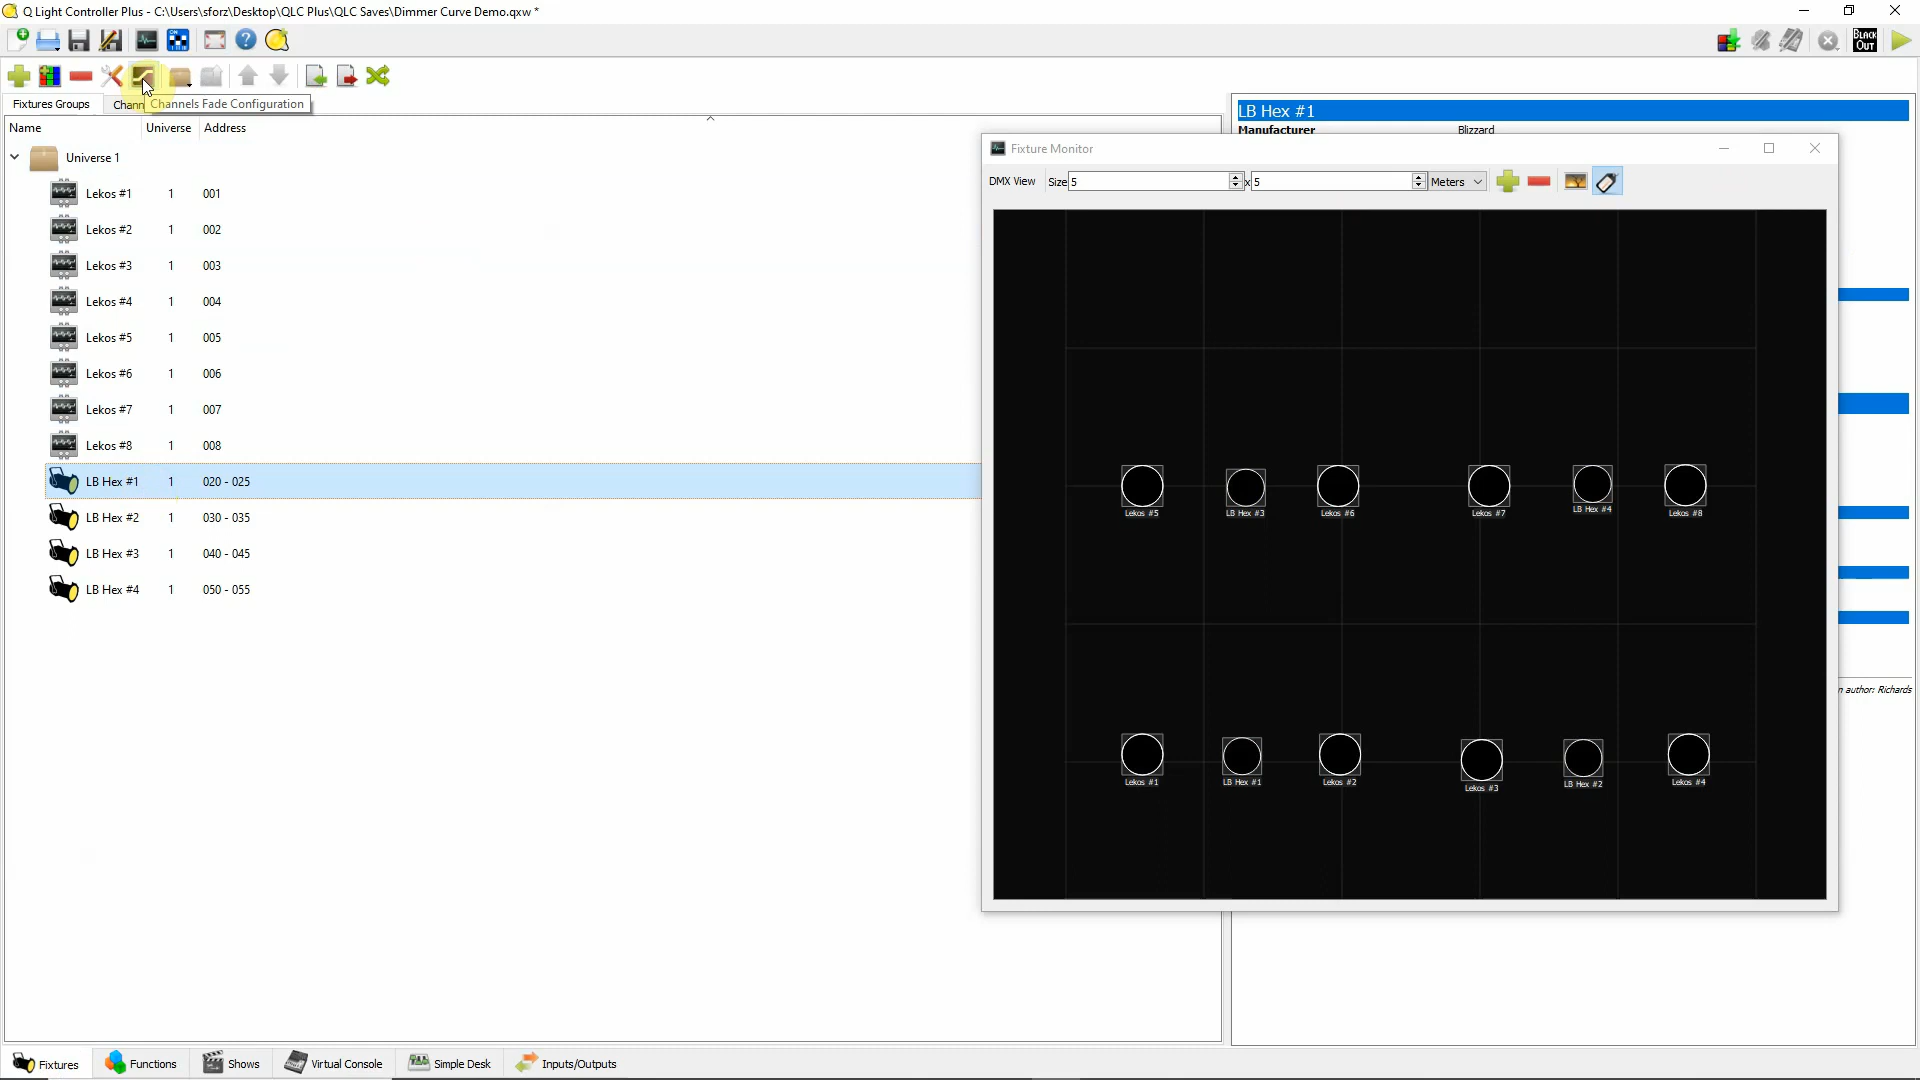 Q Light Controller Plus - C:\Users\sforz\Desktop\QLC Plus\QLC Saves\Dimmer Curve Demo.qxw *
BLACK OUT
Fixtures Groups
Chann
Channels Fade Configuration
Name Universe Address
Universe 1
Lekos #1 1 001
Lekos #2 1 002
Lekos #3 1 003
Lekos #4 1 004
Lekos #5 1 005
Lekos #6 1 006
Lekos #7 1 007
Lekos #8 1 008
LB Hex #1 1 020 - 025
LB Hex #2 1 030 - 035
LB Hex #3 1 040 - 045
LB Hex #4 1 050 - 055
LB Hex #1
Manufacturer Blizzard
Fixture Monitor
DMX View Size 5 x 5 Meters
Lekos #5 LB Hex #3 Lekos #6 Lekos #7 LB Hex #4 Lekos #8
Lekos #1 LB Hex #1 Lekos #2 Lekos #3 LB Hex #2 Lekos #4
n author: Richards
Fixtures Functions Shows Virtual Console Simple Desk Inputs/Outputs